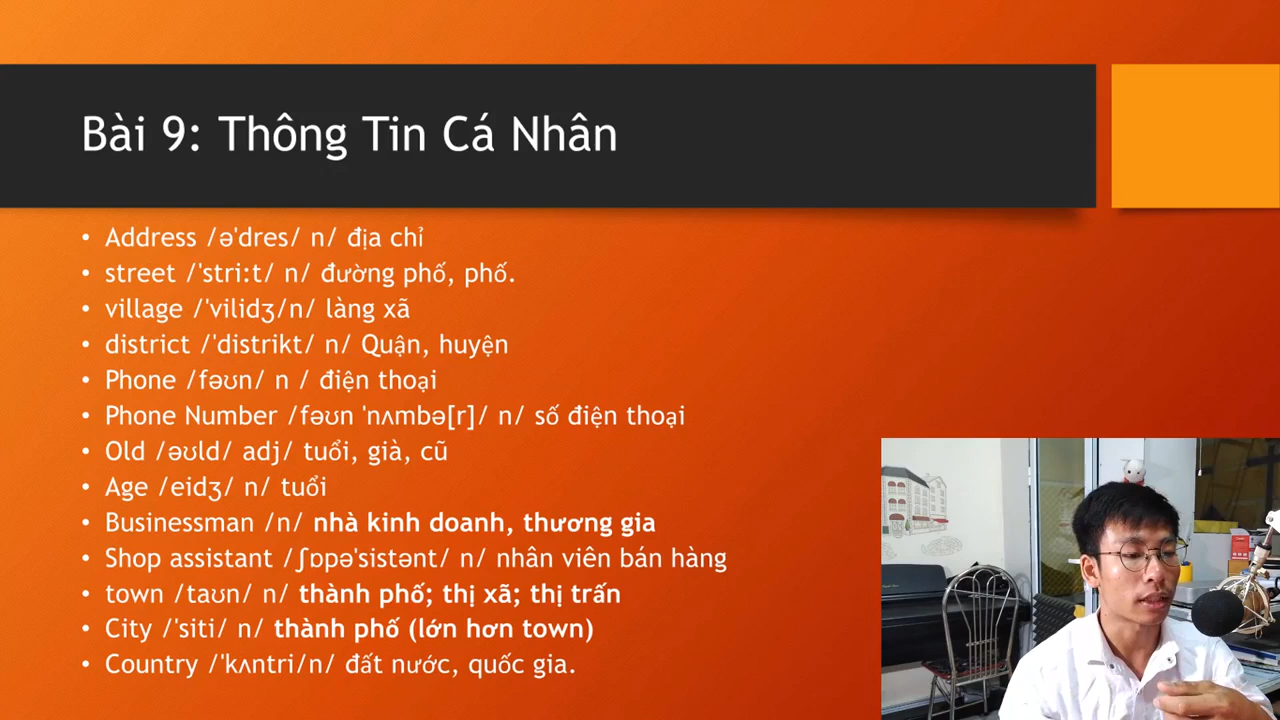 Bài 9: Thông Tin Cá Nhân
• Address /ə'dres/ n/ địa chỉ
• street /'stri:t/ n/ đường phố, phố.
• village /'vilidʒ/n/ làng xã
• district /'distrikt/ n/ Quận, huyện
• Phone /fəʊn/ n / điện thoại
• Phone Number /fəʊn 'nʌmbə[r]/ n/ số điện thoại
• Old /əʊld/ adj/ tuổi, già, cũ
• Age /eidʒ/ n/ tuổi
• Businessman /n/ nhà kinh doanh, thương gia
• Shop assistant /ʃɒpə'sistənt/ n/ nhân viên bán hàng
• town /taʊn/ n/ thành phố; thị xã; thị trấn
• City /'siti/ n/ thành phố (lớn hơn town)
• Country /'kʌntri/n/ đất nước, quốc gia.